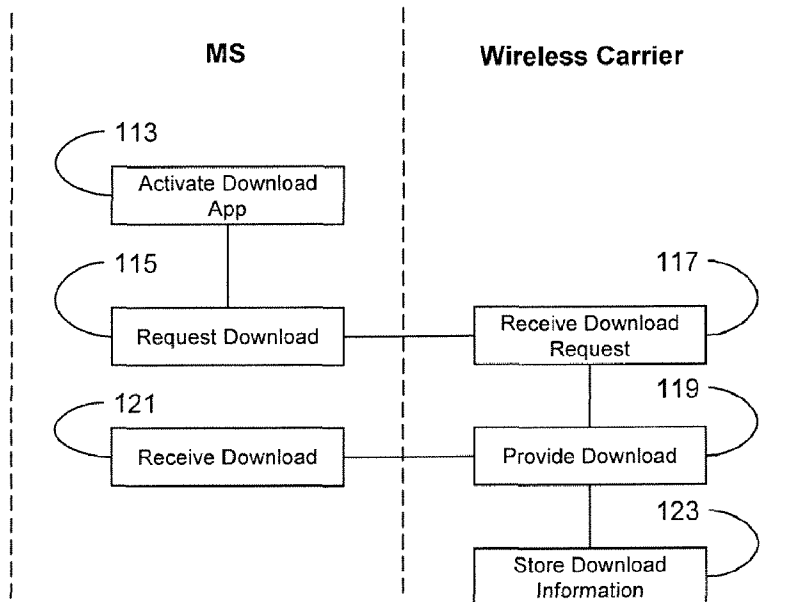 MS
Wireless Carrier
113
Activate Download
App
115
117
Request Download
Receive Download
Request
121
119
Receive Download
Provide Download
123
Store Download
Information